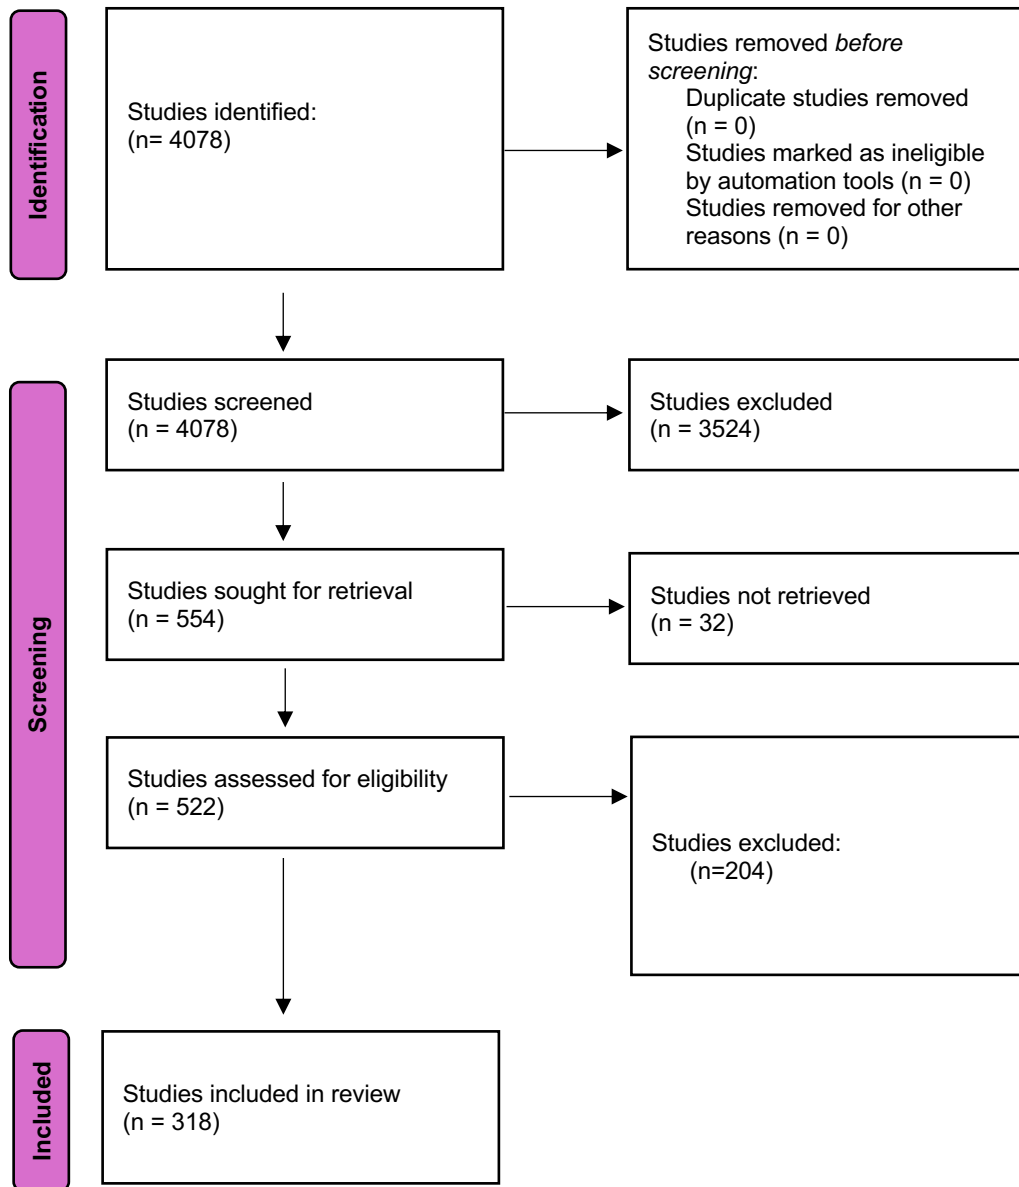 Identification
Studies identified:
(n= 4078)
Studies removed before
screening:
Duplicate studies removed
(n = 0)
Studies marked as ineligible
by automation tools (n = 0)
Studies removed for other
reasons (n = 0)
Screening
Studies screened
(n = 4078)
Studies excluded
(n = 3524)
Studies sought for retrieval
(n = 554)
Studies not retrieved
(n = 32)
Studies assessed for eligibility
(n = 522)
Studies excluded:
(n=204)
Included
Studies included in review
(n = 318)